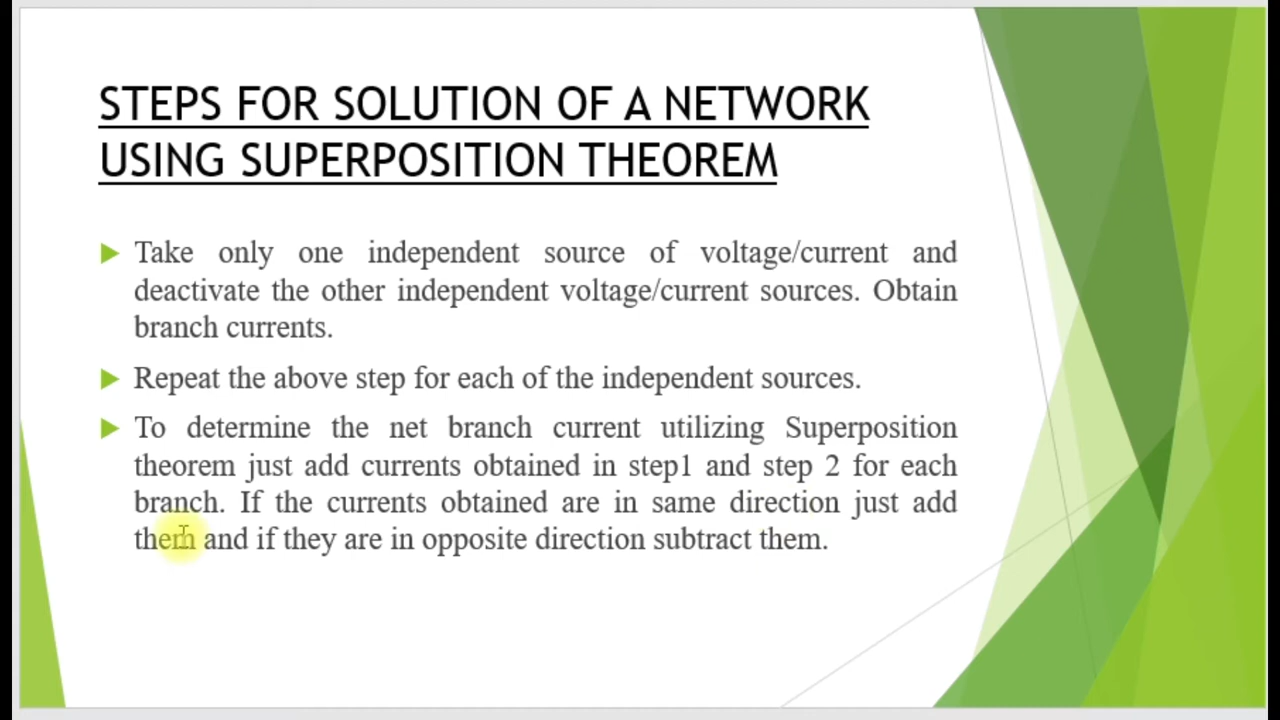 STEPS FOR SOLUTION OF A NETWORK
USING SUPERPOSITION THEOREM
Take only one independent source of voltage/current and
deactivate the other independent voltage/current sources. Obtain
branch currents.
Repeat the above step for each of the independent sources.
To determine the net branch current utilizing Superposition
theorem just add currents obtained in step1 and step 2 for each
branch. If the currents obtained are in same direction just add
them and if they are in opposite direction subtract them.